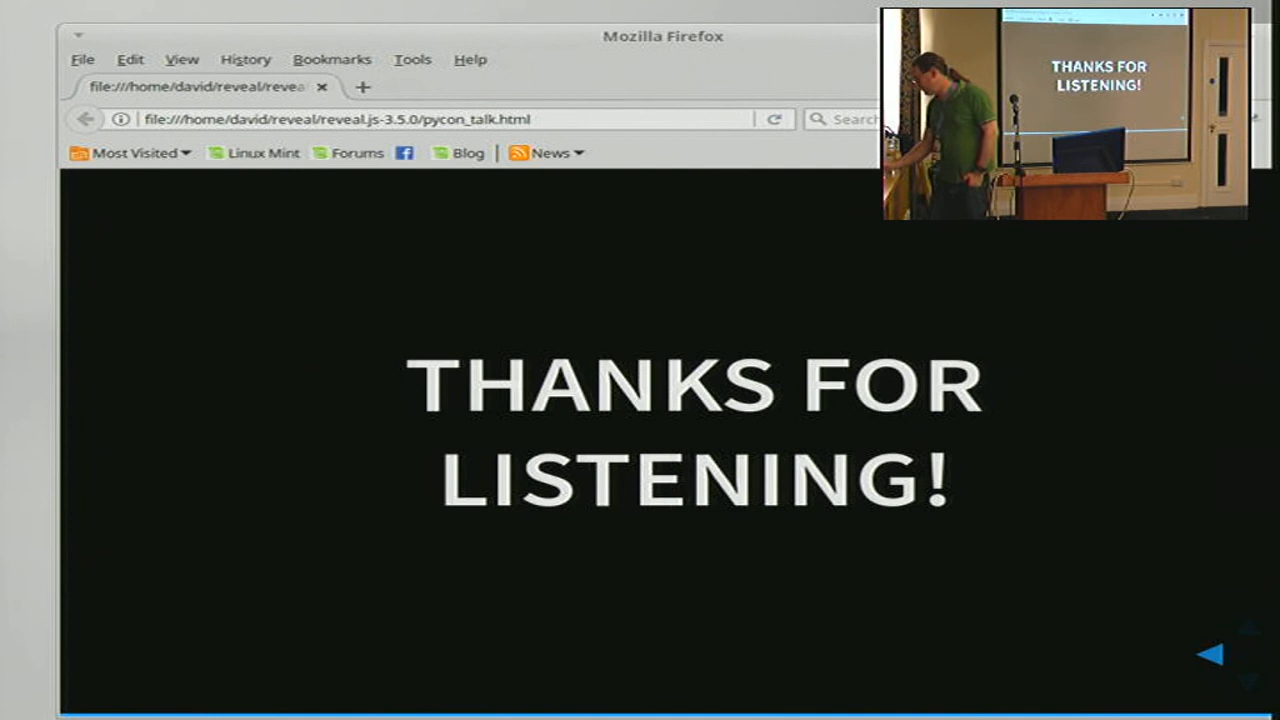 Mozilla Firefox
File Edit View History Bookmarks Tools Help
file:///home/david/reveal/revea
file:///home/david/reveal/reveal.js-3.5.0/pycon_talk.html
Search
Most Visited Linux Mint Forums Blog News
THANKS FOR
LISTENING!
THANKS FOR
LISTENING!